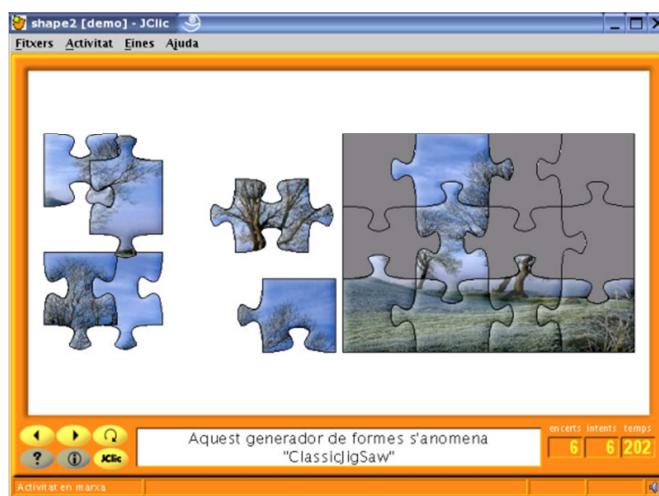 shape2 [demo] - JClic
Fitxers Activitat Eines Ajuda
Aquest generador de formes s'anomena
"ClassicJigSaw"
encerts intents temps
6 6 202
JClic
Activitat en marxa